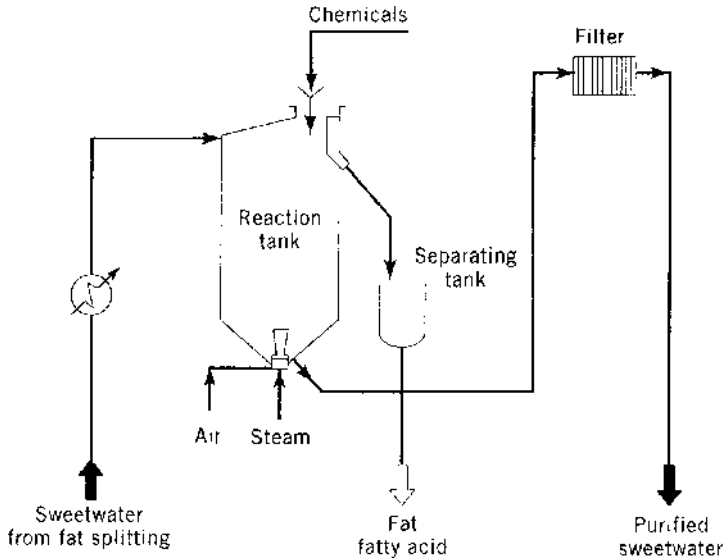 Chemicals
Filter
Reaction
tank
Separating
tank
Air
Steam
Sweetwater
from fat splitting
Fat
fatty acid
Purified
sweetwater